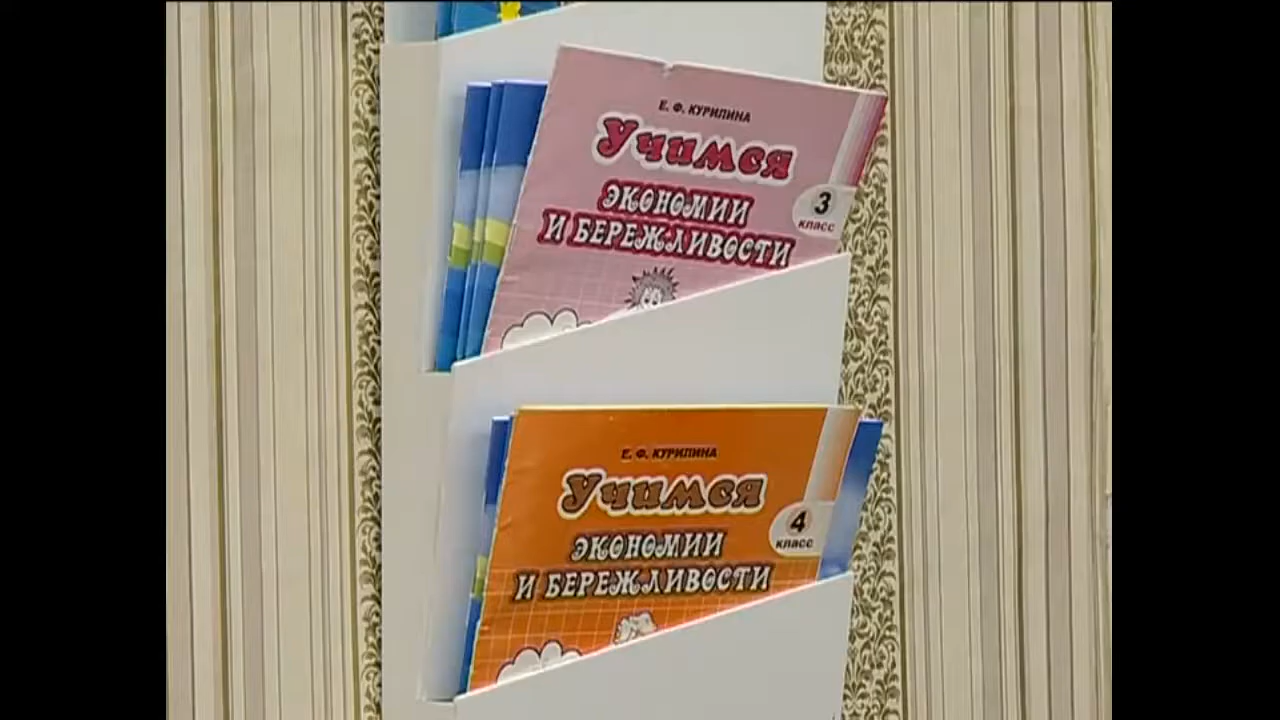 Е. Ф. КУРИЛИНА
Учимся
ЭКОНОМИИ
И БЕРЕЖЛИВОСТИ
3
класс
Е. Ф. КУРИЛИНА
Учимся
ЭКОНОМИИ
И БЕРЕЖЛИВОСТИ
4
класс